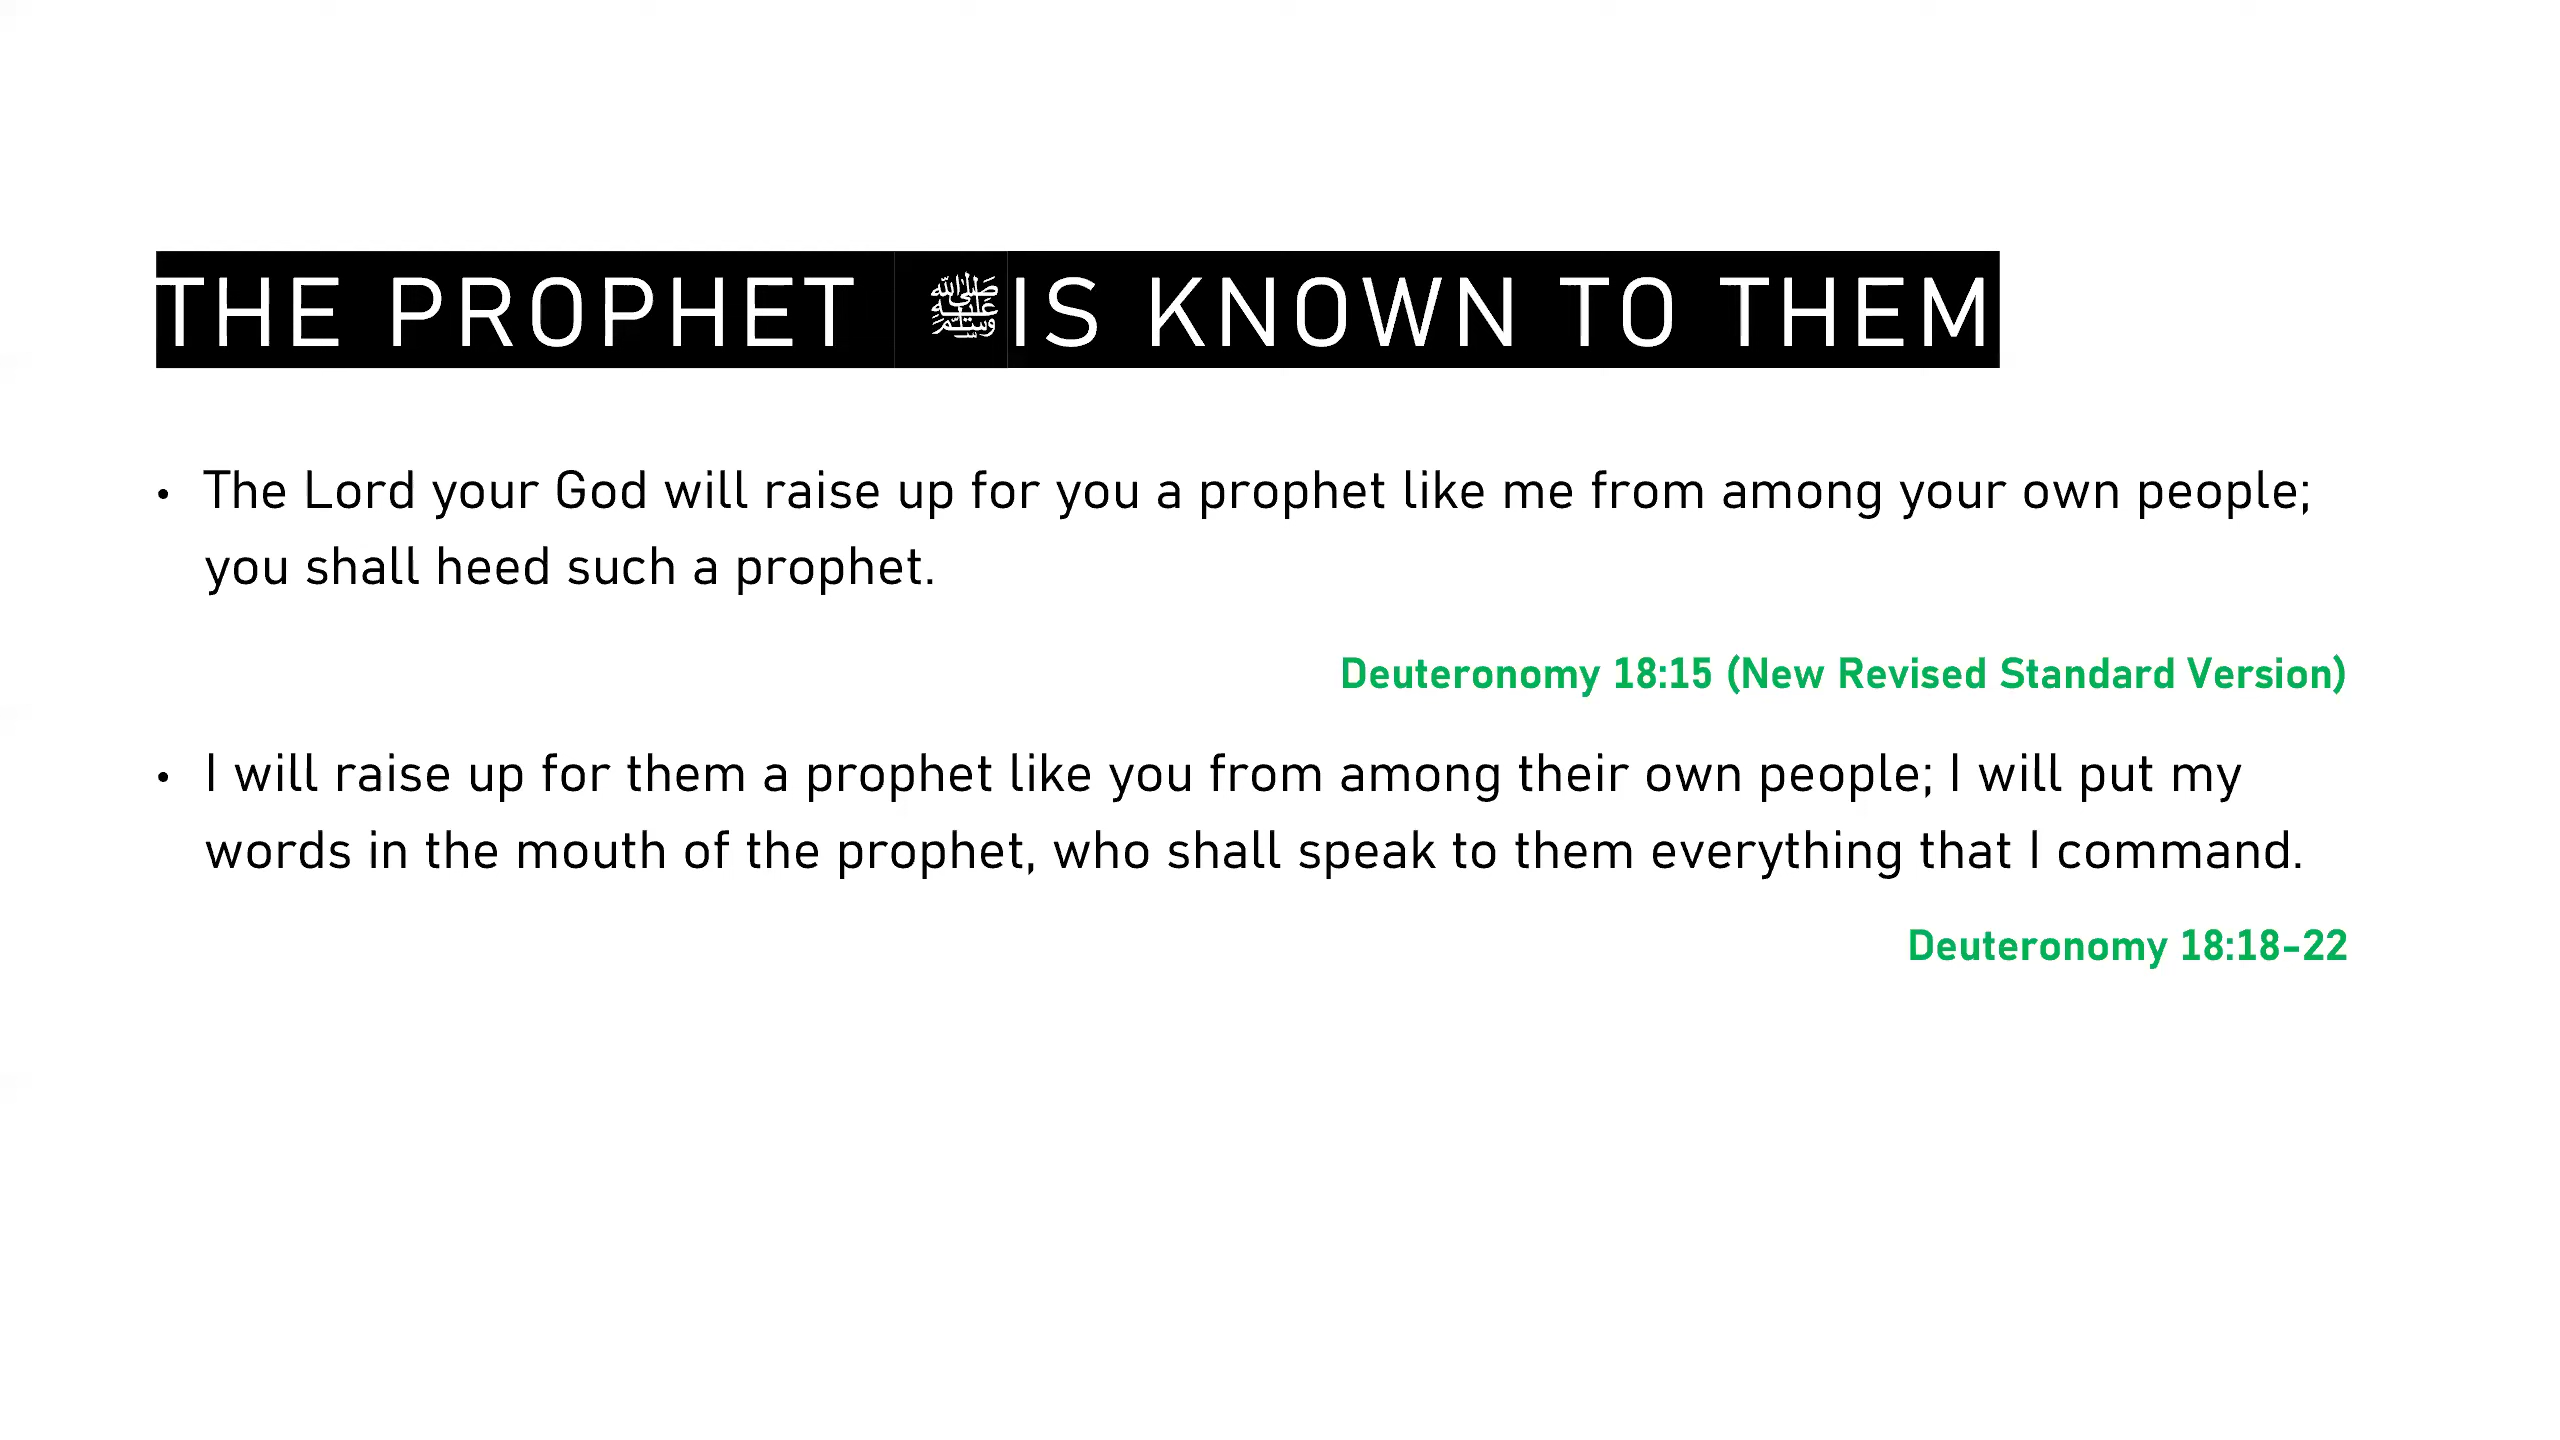 THE PROPHET ﷺ IS KNOWN TO THEM
• The Lord your God will raise up for you a prophet like me from among your own people;
you shall heed such a prophet.
Deuteronomy 18:15 (New Revised Standard Version)
• I will raise up for them a prophet like you from among their own people; I will put my
words in the mouth of the prophet, who shall speak to them everything that I command.
Deuteronomy 18:18-22